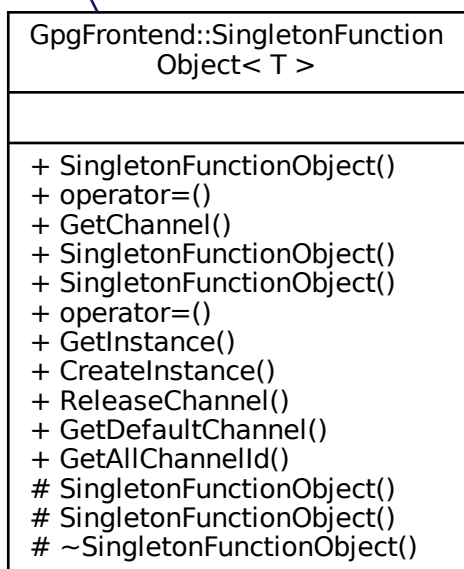 GpgFrontend::SingletonFunction
Object< T >
+ SingletonFunctionObject()
+ operator=()
+ GetChannel()
+ SingletonFunctionObject()
+ SingletonFunctionObject()
+ operator=()
+ GetInstance()
+ CreateInstance()
+ ReleaseChannel()
+ GetDefaultChannel()
+ GetAllChannelId()
# SingletonFunctionObject()
# SingletonFunctionObject()
# ~SingletonFunctionObject()